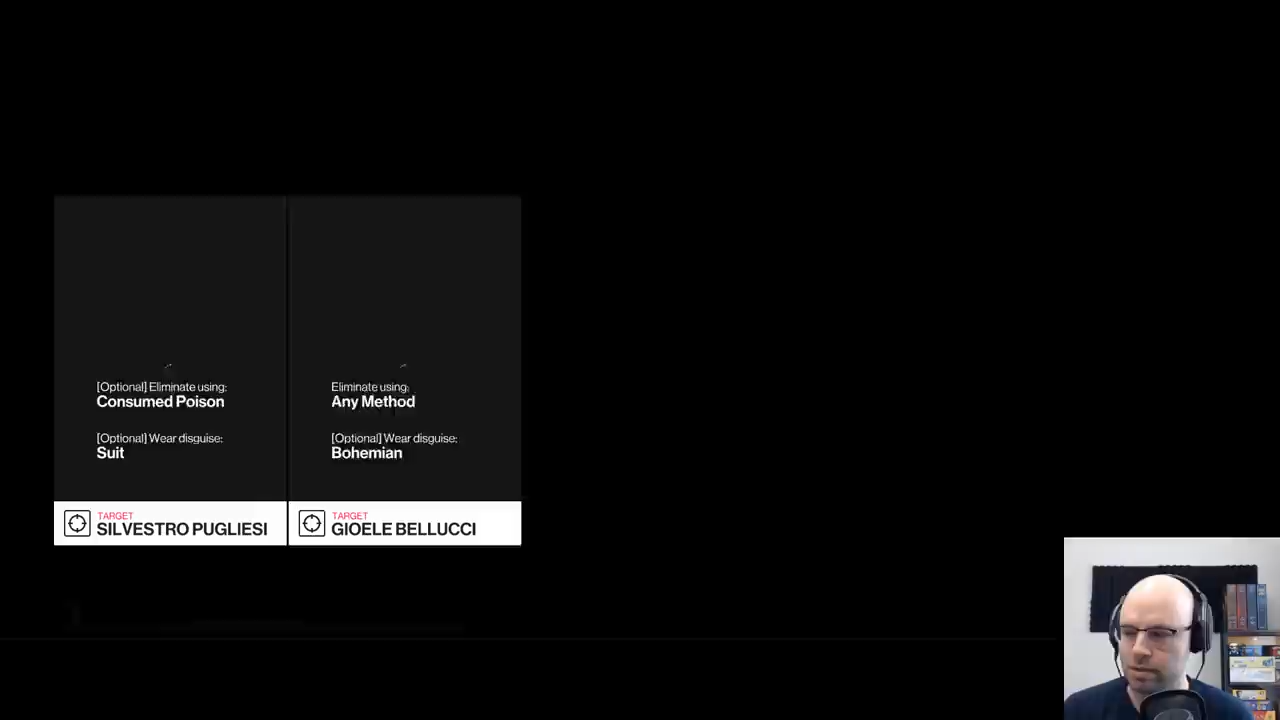 [Optional] Eliminate using:
Consumed Poison
[Optional] Wear disguise:
Suit
TARGET
SILVESTRO PUGLIESI
Eliminate using:
Any Method
[Optional] Wear disguise:
Bohemian
TARGET
GIOELE BELLUCCI